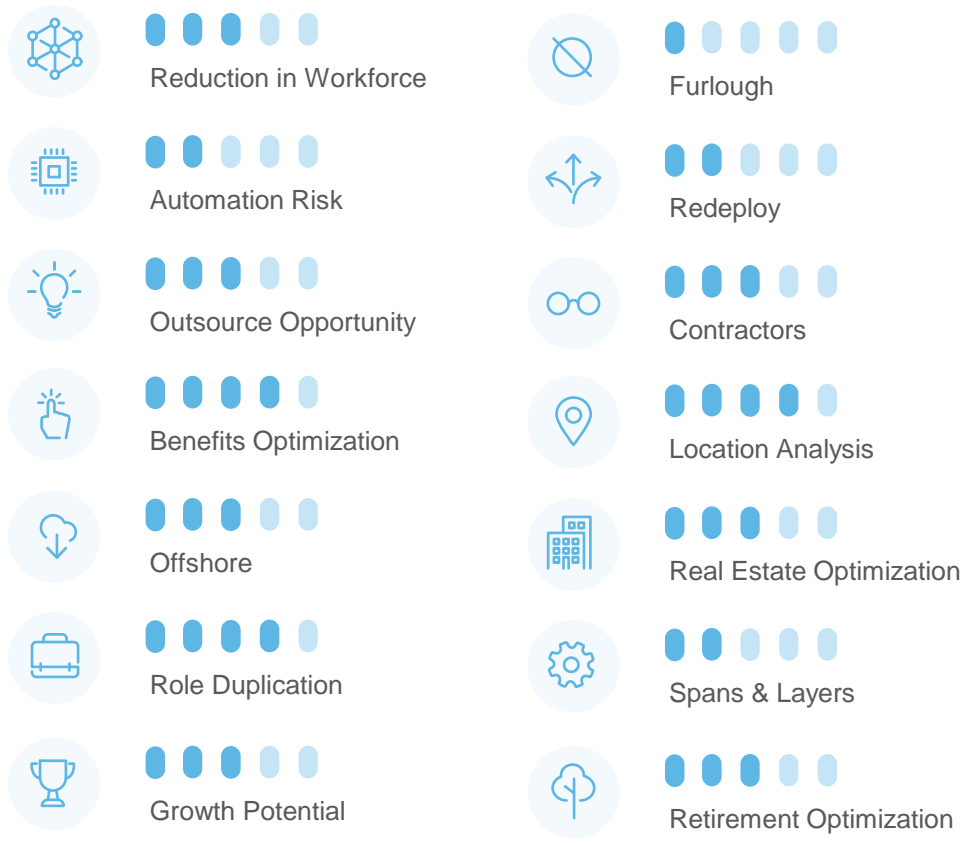 Reduction in Workforce
Furlough
Automation Risk
Redeploy
Outsource Opportunity
Contractors
Benefits Optimization
Location Analysis
Offshore
Real Estate Optimization
Role Duplication
Spans & Layers
Growth Potential
Retirement Optimization